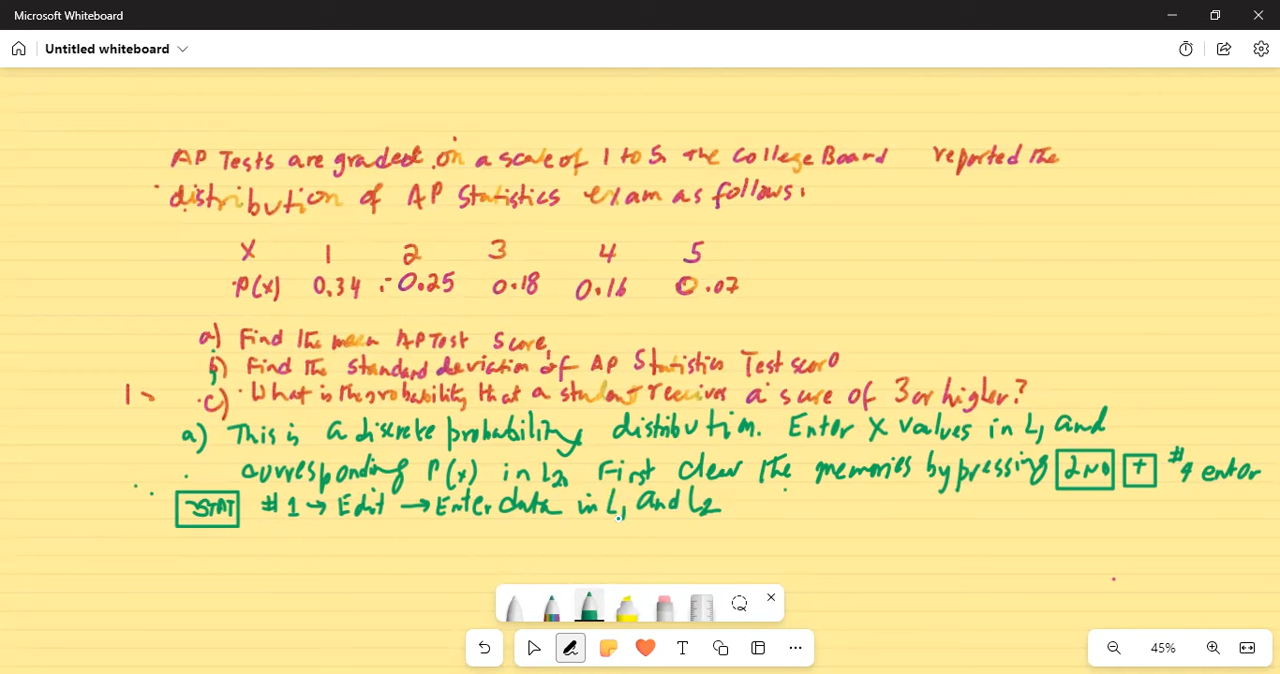 Microsoft Whiteboard
Untitled whiteboard
AP Tests are graded on a scale of 1 to 5. The College Board reported the
distribution of AP Statistics exam as follows:
X 1 2 3 4 5
P(x) 0.34 0.25 0.18 0.16 0.07
a) Find the mean AP Test Score
b) Find the standard deviation of AP Statistics Test score
c) What is the probability that a student receives a score of 3 or higher?
a) This is a discrete probability distribution. Enter X values in L1 and
corresponding P(x) in L2. First clear the memories by pressing 2ND + #4 enter
STAT #1 → Edit → Enter data in L1 and L2
45%